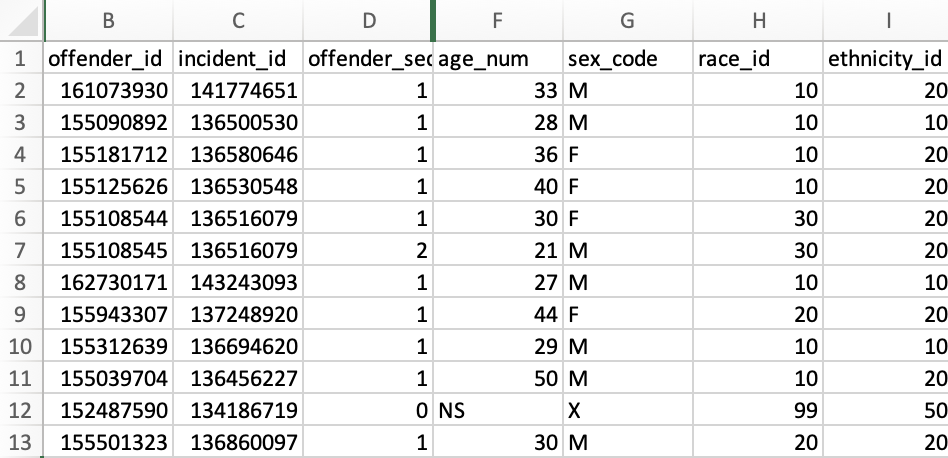 B C D F G H I
1 offender_id incident_id offender_sec age_num sex_code race_id ethnicity_id
2 161073930 141774651 1 33 M 10 20
3 155090892 136500530 1 28 M 10 10
4 155181712 136580646 1 36 F 10 20
5 155125626 136530548 1 40 F 10 20
6 155108544 136516079 1 30 F 30 20
7 155108545 136516079 2 21 M 30 20
8 162730171 143243093 1 27 M 10 10
9 155943307 137248920 1 44 F 20 20
10 155312639 136694620 1 29 M 10 10
11 155039704 136456227 1 50 M 10 20
12 152487590 134186719 0 NS X 99 50
13 155501323 136860097 1 30 M 20 20